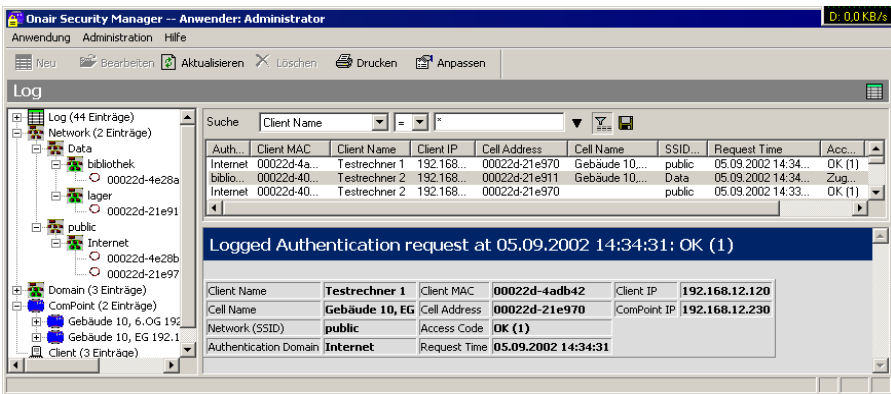 Onair Security Manager -- Anwender: Administrator
D: 0,0 KB/s
Anwendung Administration Hilfe
Neu Bearbeiten Aktualisieren Löschen Drucken Anpassen
Log
Log (44 Einträge)
Network (2 Einträge)
Data
bibliothek
00022d-4e28a
lager
00022d-21e91
public
Internet
00022d-4e28b
00022d-21e97
Domain (3 Einträge)
ComPoint (2 Einträge)
Gebäude 10, 6.OG 192
Gebäude 10, EG 192.1
Client (3 Einträge)
Suche Client Name = *
Auth... Client MAC Client Name Client IP Cell Address Cell Name SSID... Request Time Acc...
Internet 00022d-4a... Testrechner 1 192.168... 00022d-21e970 Gebäude 10,... public 05.09.2002 14:34... OK (1)
biblio... 00022d-40... Testrechner 2 192.168... 00022d-21e911 Gebäude 10,... Data 05.09.2002 14:34... Zug...
Internet 00022d-40... Testrechner 2 192.168... 00022d-21e970 public 05.09.2002 14:33... OK (1)
Logged Authentication request at 05.09.2002 14:34:31: OK (1)
Client Name Testrechner 1 Client MAC 00022d-4adb42 Client IP 192.168.12.120
Cell Name Gebäude 10, EG Cell Address 00022d-21e970 ComPoint IP 192.168.12.230
Network (SSID) public Access Code OK (1)
Authentication Domain Internet Request Time 05.09.2002 14:34:31